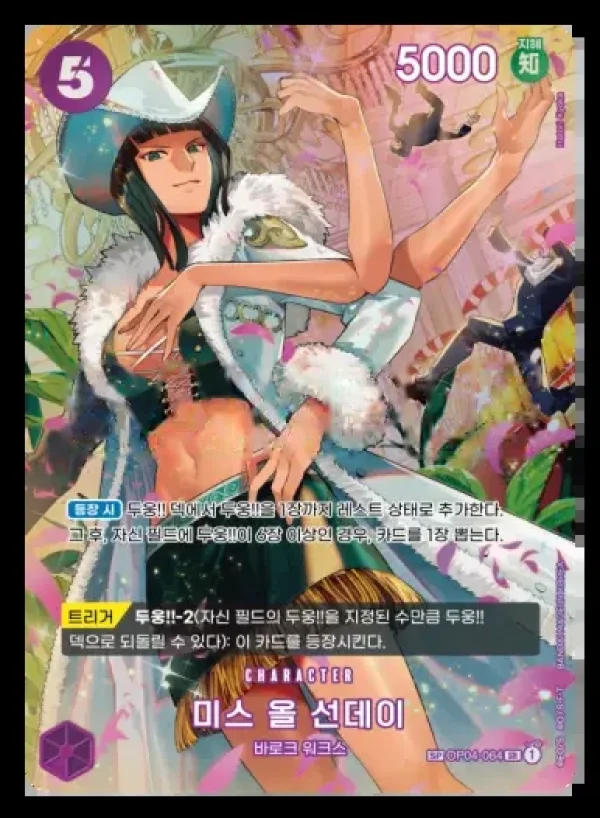 5
5000
지혜
知
등장 시 두웅!! 덱에서 두웅!!을 1장까지 레스트 상태로 추가한다.
그 후, 자신 필드에 두웅!!이 6장 이상인 경우, 카드를 1장 뽑는다.
트리거 두웅!!-2(자신 필드의 두웅!!을 지정된 수만큼 두웅!!
덱으로 되돌릴 수 있다): 이 카드를 등장시킨다.
CHARACTER
미스 올 선데이
바로크 워크스
SP OP04-064 SR 1